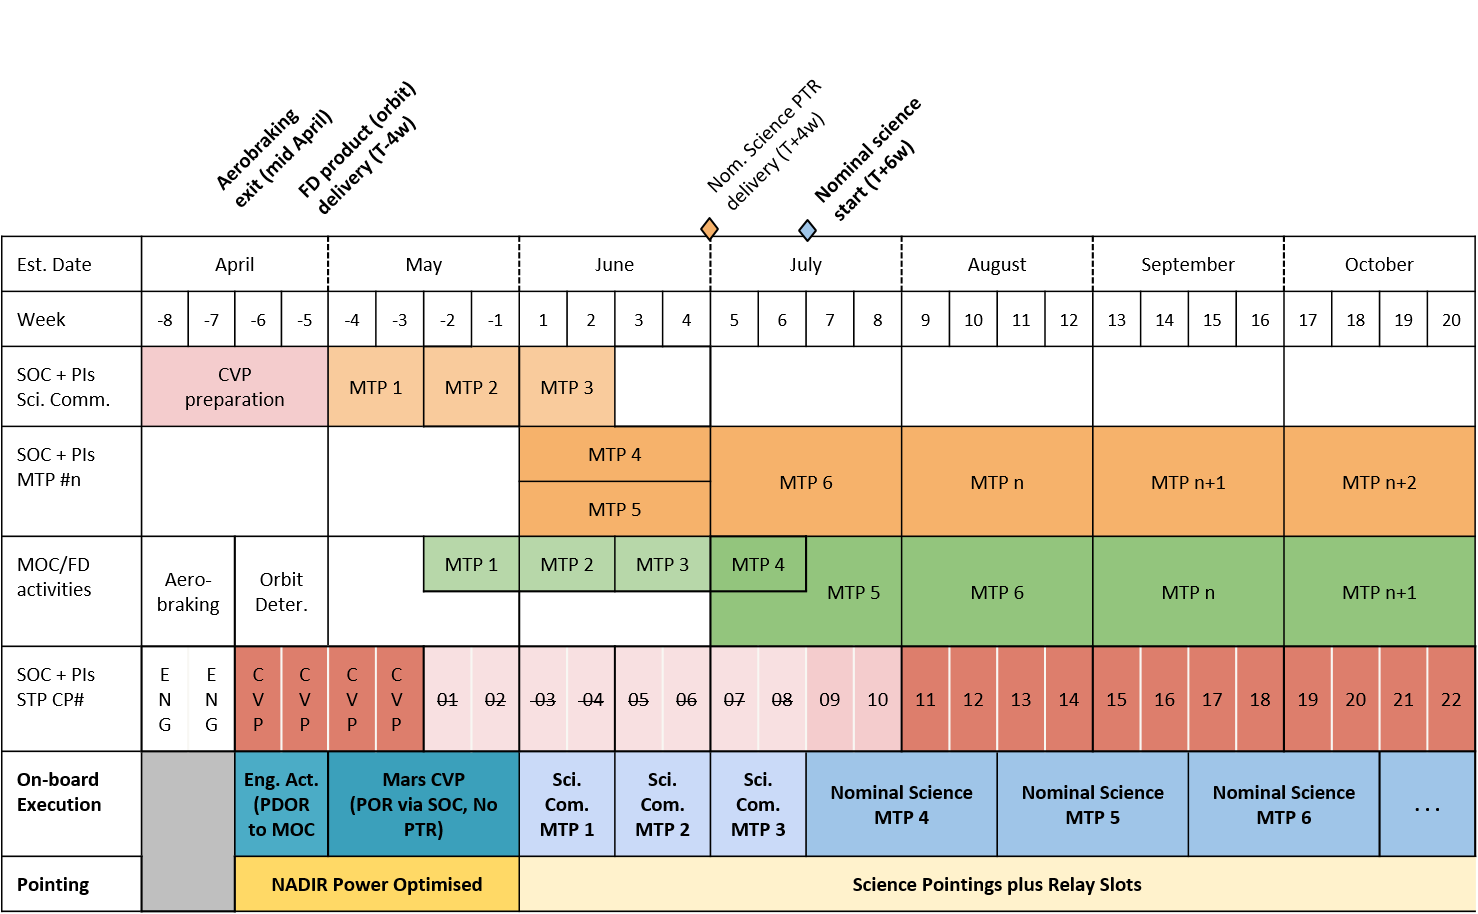 Aerobraking
exit (mid April)
FD product (orbit)
delivery (T-4w)
Nom. Science PTR
delivery (T+4w)
Nominal science
start (T+6w)
Est. Date April May June July August September October
Week -8 -7 -6 -5 -4 -3 -2 -1 1 2 3 4 5 6 7 8 9 10 11 12 13 14 15 16 17 18 19 20
SOC + PIs
Sci. Comm.
CVP
preparation
MTP 1 MTP 2 MTP 3
SOC + PIs
MTP #n
MTP 4
MTP 5
MTP 6 MTP n MTP n+1 MTP n+2
MOC/FD
activities
Aero-
braking
Orbit
Deter.
MTP 1 MTP 2 MTP 3 MTP 4
MTP 5 MTP 6 MTP n MTP n+1
SOC + PIs
STP CP#
E
N
G
E
N
G
C
V
P
C
V
P
C
V
P
C
V
P
01 02 03 04 05 06 07 08 09 10 11 12 13 14 15 16 17 18 19 20 21 22
On-board
Execution
Eng. Act.
(PDOR
to MOC
Mars CVP
(POR via SOC, No
PTR)
Sci.
Com.
MTP 1
Sci.
Com.
MTP 2
Sci.
Com.
MTP 3
Nominal Science
MTP 4
Nominal Science
MTP 5
Nominal Science
MTP 6
. . .
Pointing
NADIR Power Optimised
Science Pointings plus Relay Slots